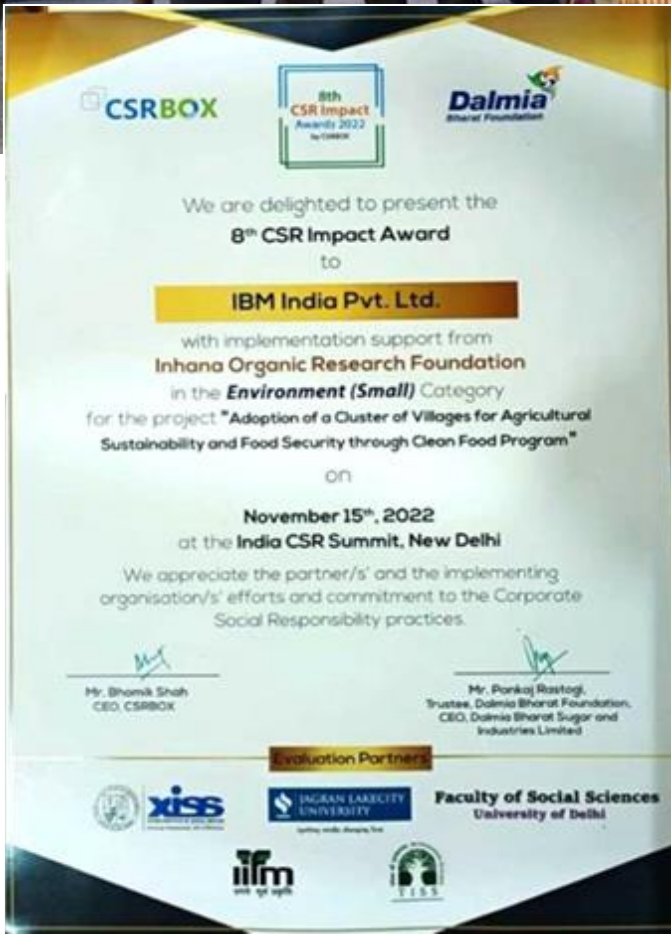 CSRBOX
8th
CSR Impact
Awards 2022
by CSRBOX
Dalmia
Bharat Foundation
We are delighted to present the
8th CSR Impact Award
to
IBM India Pvt. Ltd.
with implementation support from
Inhana Organic Research Foundation
in the Environment (Small) Category
for the project "Adoption of a Cluster of Villages for Agricultural
Sustainability and Food Security through Clean Food Program"
on
November 15th, 2022
at the India CSR Summit, New Delhi
We appreciate the partner/s' and the implementing
organisation/s' efforts and commitment to the Corporate
Social Responsibility practices.
Mr. Bhomik Shah
CEO, CSRBOX
Mr. Pankaj Rastogi,
Trustee, Dalmia Bharat Foundation,
CEO, Dalmia Bharat Sugar and
Industries Limited
Evaluation Partners
xiss
JAGRAN LAKECITY
UNIVERSITY
Faculty of Social Sciences
University of Delhi
iifm
TISS